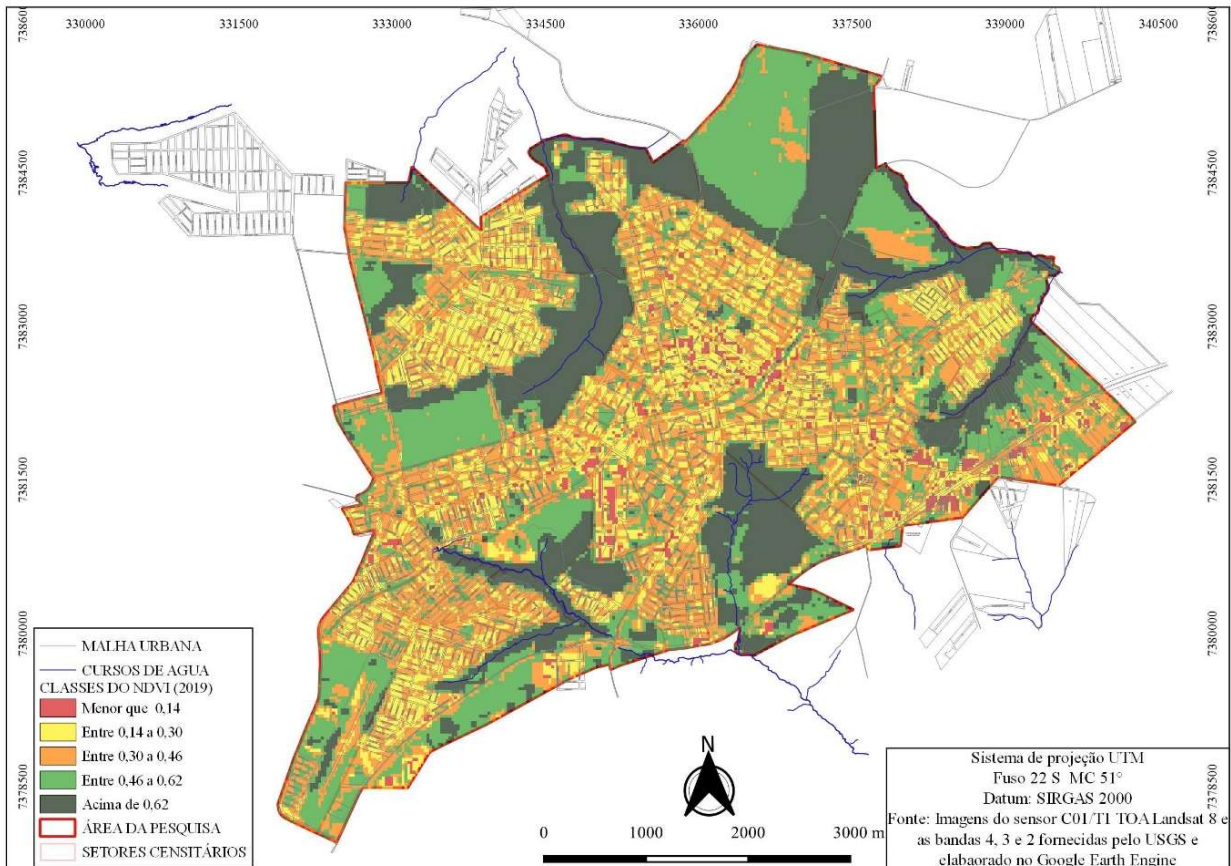 330000 331500 333000 334500 336000 337500 339000 340500
7386000
7386000
7384500
7384500
7383000
7383000
7381500
7381500
7380000
7380000
7378500
7378500
MALHA URBANA
CURSOS DE AGUA
CLASSES DO NDVI (2019)
Menor que 0,14
Entre 0,14 a 0,30
Entre 0,30 a 0,46
Entre 0,46 a 0,62
Acima de 0,62
ÁREA DA PESQUISA
SETORES CENSITÁRIOS
N
0 1000 2000 3000 m
Sistema de projeção UTM
Fuso 22 S MC 51°
Datum: SIRGAS 2000
Fonte: Imagens do sensor C01/T1 TOA Landsat 8 e
as bandas 4, 3 e 2 fornecidas pelo USGS e
elabaorado no Google Earth Engine